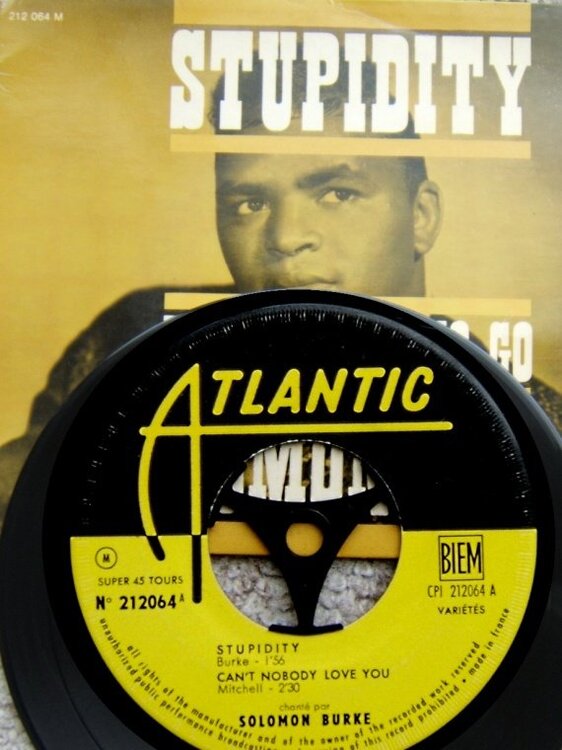 212 064 M
STUPIDITY
GO
ATLANTIC
M
SUPER 45 TOURS
Nº 212064 A
BIEM
CPI 212064 A
VARIÉTÉS
STUPIDITY
Burke - 1'56
CAN'T NOBODY LOVE YOU
Mitchell - 2'30
chanté par
SOLOMON BURKE
all rights of the manufacturer and of the owner of the recorded work reserved
unauthorized public performance broadcasting of this record prohibited • made in france